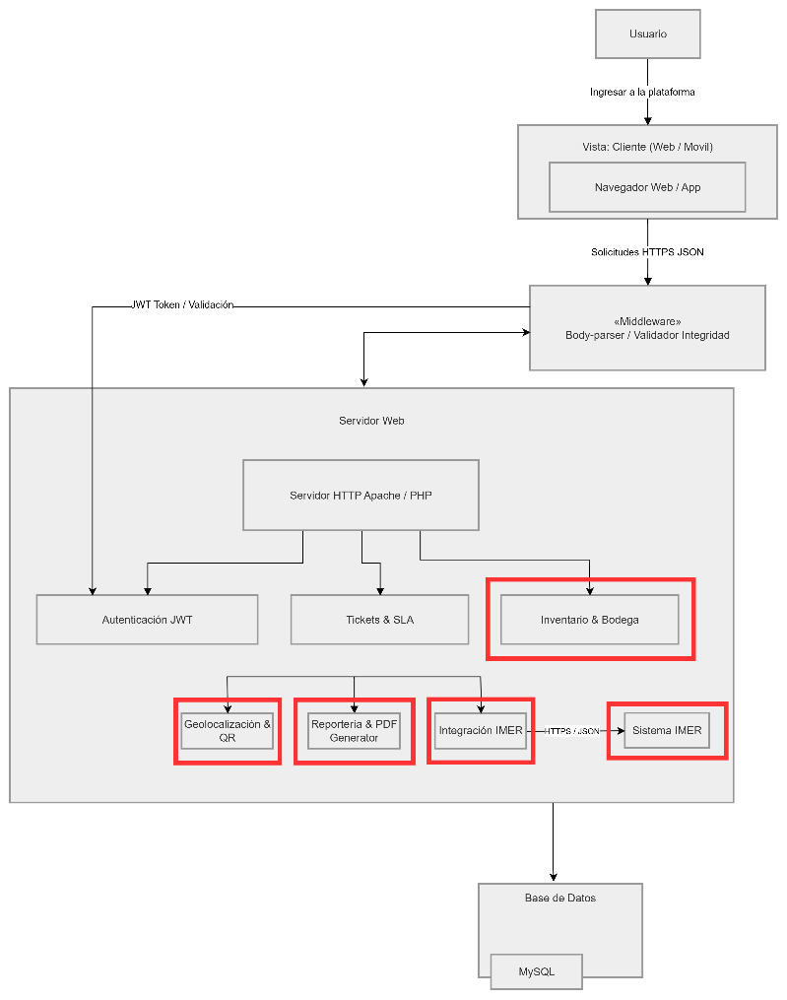 Usuario
Ingresar a la plataforma
Vista: Cliente (Web / Movil)
Navegador Web / App
Solicitudes HTTPS JSON
JWT Token / Validación
«Middleware»
Body-parser / Validador Integridad
Servidor Web
Servidor HTTP Apache / PHP
Autenticación JWT
Tickets & SLA
Inventario & Bodega
Geolocalización &
QR
Reportería & PDF
Generator
Integración IMER
HTTPS / JSON
Sistema IMER
Base de Datos
MySQL